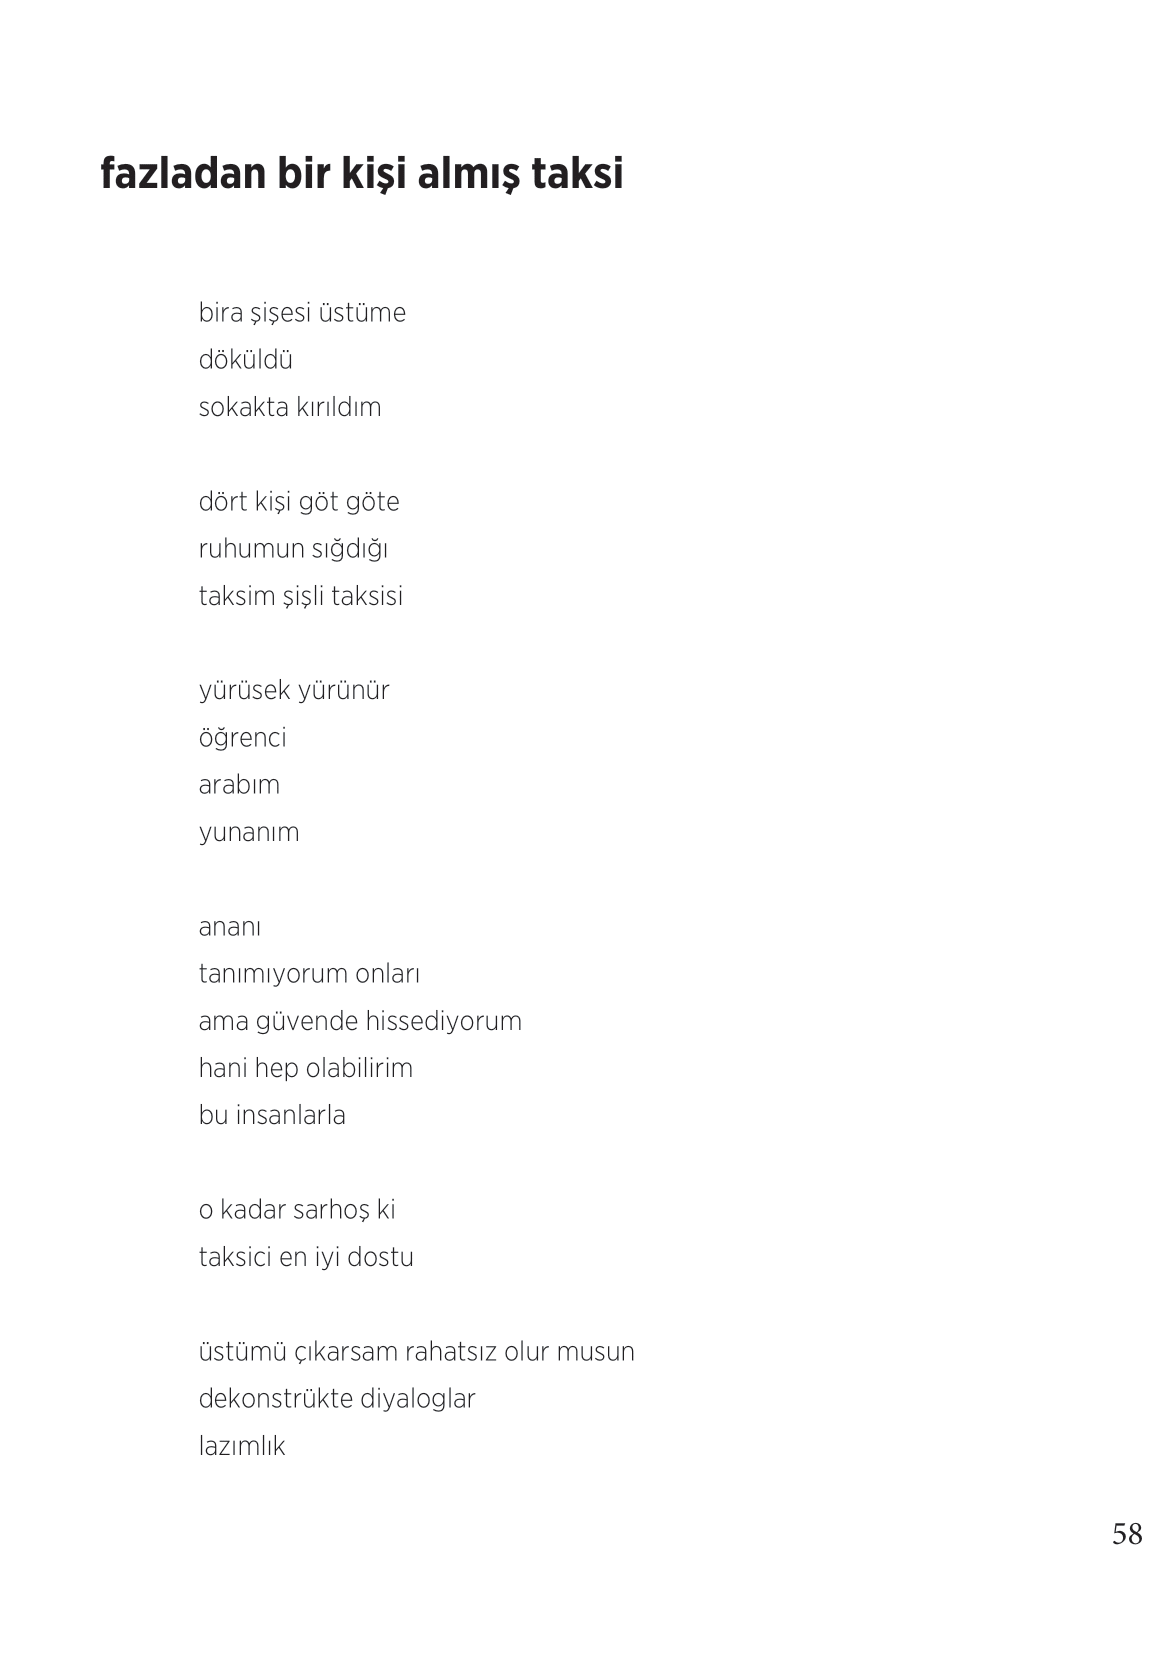 fazladan bir kişi almış taksi
bira şişesi üstüme
döküldü
sokakta kırıldım
dört kişi göt göte
ruhumun sığdığı
taksim şişli taksisi
yürüsek yürünür
öğrenci
arabım
yunanım
ananı
tanımıyorum onları
ama güvende hissediyorum
hani hep olabilirim
bu insanlarla
o kadar sarhoş ki
taksici en iyi dostu
üstümü çıkarsam rahatsız olur musun
dekonstrükte diyaloglar
lazımlık
58